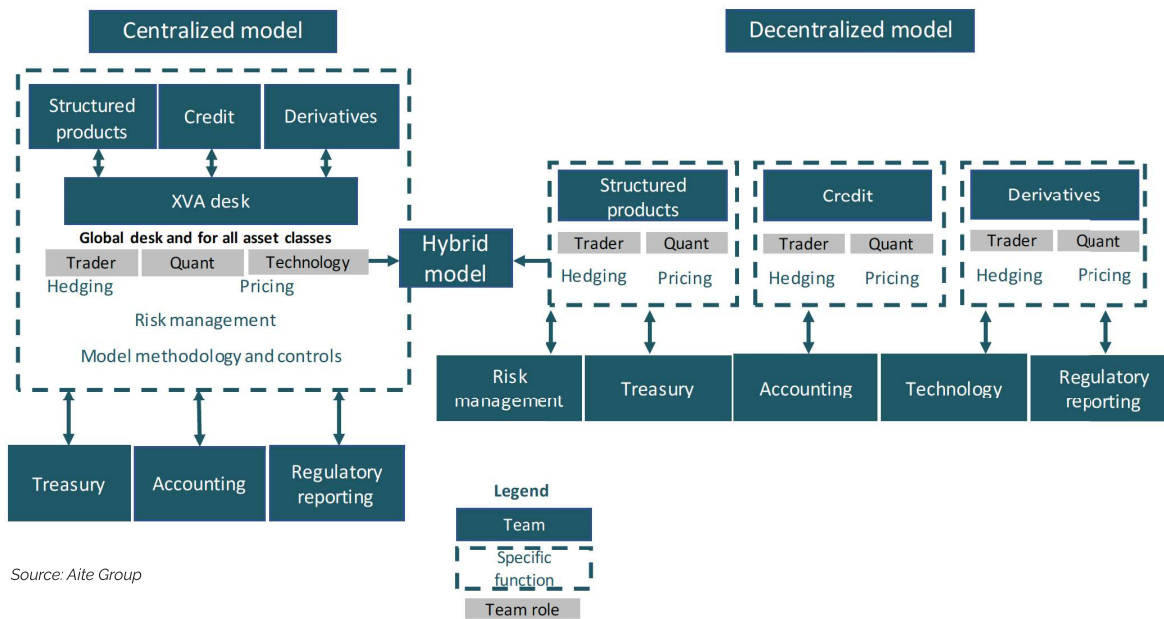 Centralized model
Decentralized model
Structured
products
Credit
Derivatives
XVA desk
Global desk and for all asset classes
Trader
Quant
Technology
Hedging
Pricing
Risk management
Model methodology and controls
Treasury
Accounting
Regulatory
reporting
Hybrid
model
Structured
products
Trader
Quant
Hedging
Pricing
Credit
Trader
Quant
Hedging
Pricing
Derivatives
Trader
Quant
Hedging
Pricing
Risk
management
Treasury
Accounting
Technology
Regulatory
reporting
Legend
Team
Specific
function
Team role
Source: Aite Group